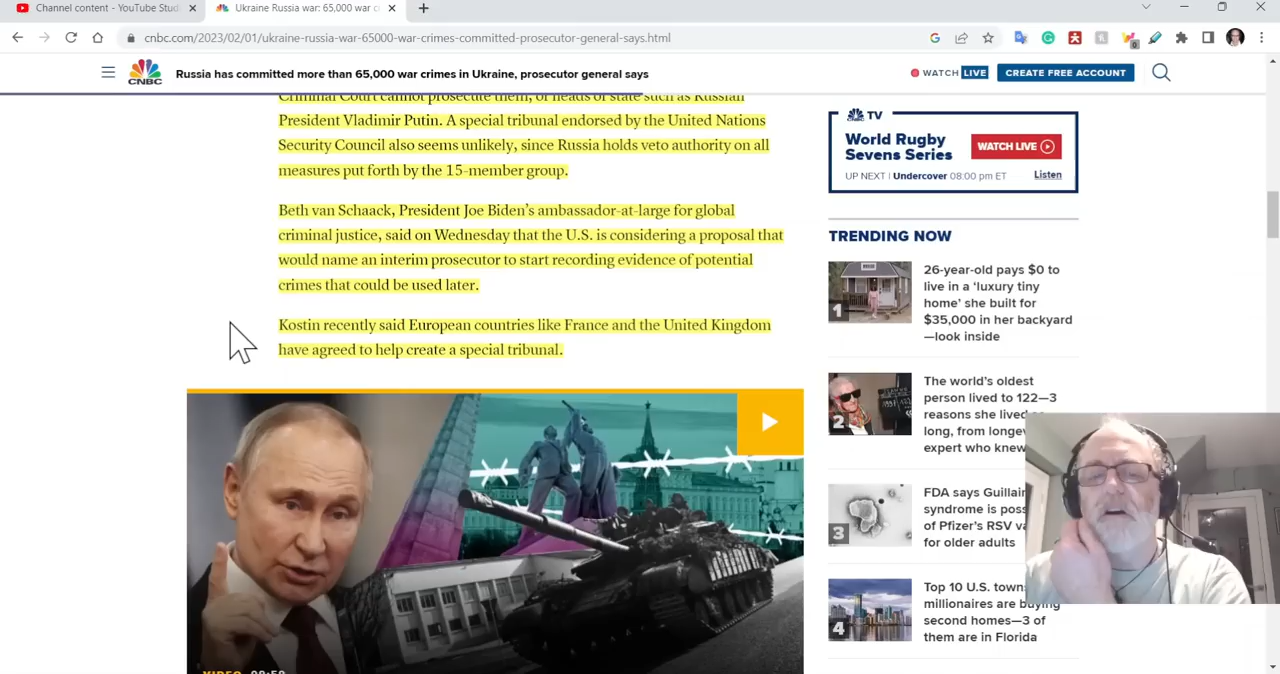 Channel content - YouTube Stud
Ukraine Russia war: 65,000 war c
cnbc.com/2023/02/01/ukraine-russia-war-65000-war-crimes-committed-prosecutor-general-says.html
CNBC
Russia has committed more than 65,000 war crimes in Ukraine, prosecutor general says
WATCH LIVE
CREATE FREE ACCOUNT
Criminal Court cannot prosecute them, or heads of state such as Russian
President Vladimir Putin. A special tribunal endorsed by the United Nations
Security Council also seems unlikely, since Russia holds veto authority on all
measures put forth by the 15-member group.
Beth van Schaack, President Joe Biden's ambassador-at-large for global
criminal justice, said on Wednesday that the U.S. is considering a proposal that
would name an interim prosecutor to start recording evidence of potential
crimes that could be used later.
Kostin recently said European countries like France and the United Kingdom
have agreed to help create a special tribunal.
VIDEO
TV
World Rugby
Sevens Series
WATCH LIVE
UP NEXT | Undercover 08:00 pm ET
Listen
TRENDING NOW
1
26-year-old pays $0 to
live in a 'luxury tiny
home' she built for
$35,000 in her backyard
—look inside
2
The world's oldest
person lived to 122—3
reasons she lived
long, from longev
expert who knew
3
FDA says Guillain
syndrome is poss
of Pfizer's RSV va
for older adults
4
Top 10 U.S. town
millionaires are buying
second homes—3 of
them are in Florida